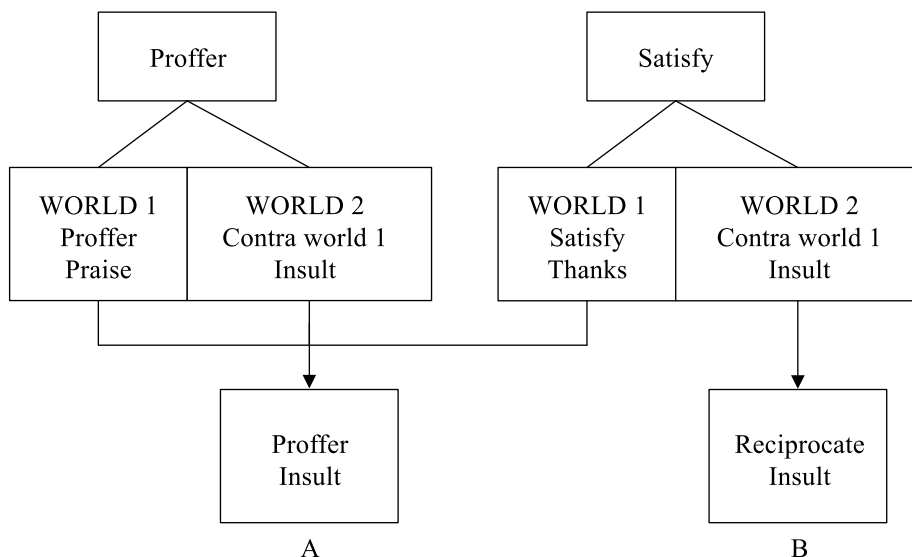 Proffer
Satisfy
WORLD 1
Proffer
Praise
WORLD 2
Contra world 1
Insult
WORLD 1
Satisfy
Thanks
WORLD 2
Contra world 1
Insult
Proffer
Insult
Reciprocate
Insult
A
B